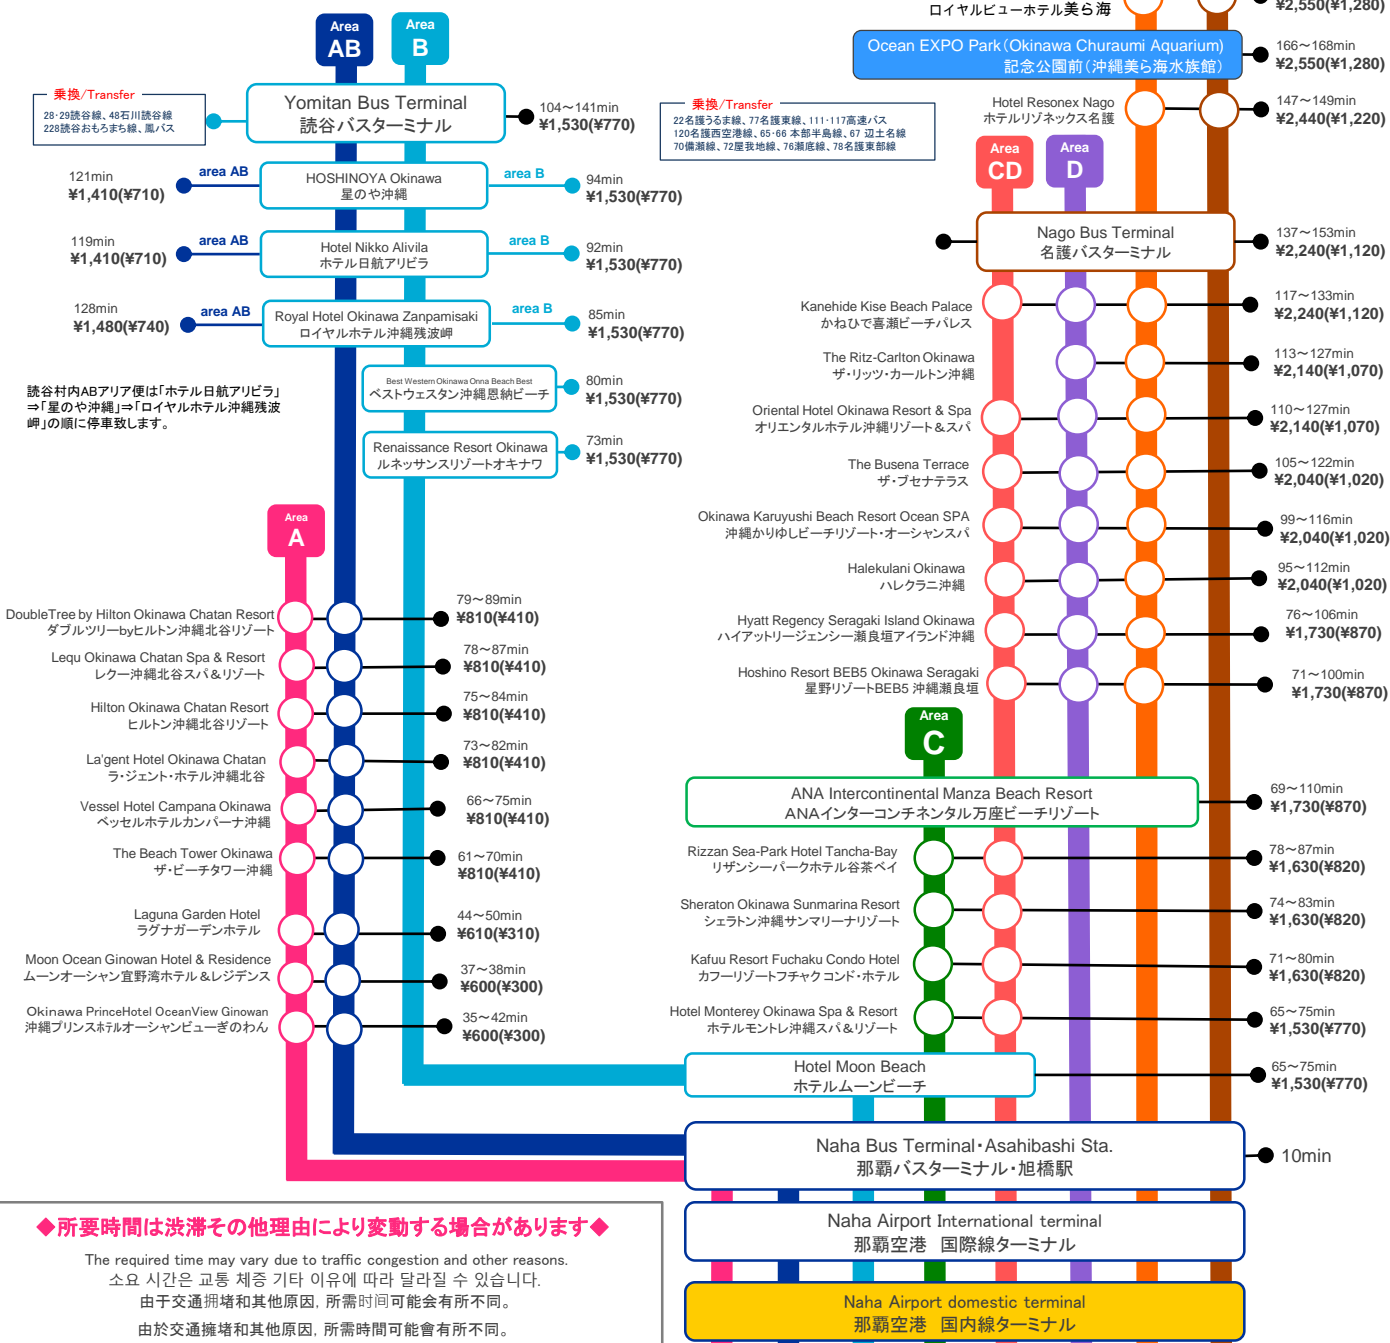 ロイヤルビューホテル美ら海
¥2,550(¥1,280)
Ocean EXPO Park(Okinawa Churaumi Aquarium)
記念公園前(沖縄美ら海水族館)
166~168min
¥2,550(¥1,280)
Hotel Resonex Nago
ホテルリゾネックス名護
147~149min
¥2,440(¥1,220)
Area
AB
Area
B
乗換/Transfer
28・29読谷線、48石川読谷線
228読谷おもろまち線、鳳バス
Yomitan Bus Terminal
読谷バスターミナル
104~141min
¥1,530(¥770)
乗換/Transfer
22名護うるま線、77名護東線、111・117高速バス
120名護西空港線、65・66 本部半島線、67 辺土名線
70備瀬線、72屋我地線、76瀬底線、78名護東部線
Area
CD
Area
D
121min
¥1,410(¥710)
area AB
HOSHINOYA Okinawa
星のや沖縄
area B
94min
¥1,530(¥770)
Nago Bus Terminal
名護バスターミナル
137~153min
¥2,240(¥1,120)
119min
¥1,410(¥710)
area AB
Hotel Nikko Alivila
ホテル日航アリビラ
area B
92min
¥1,530(¥770)
128min
¥1,480(¥740)
area AB
Royal Hotel Okinawa Zanpamisaki
ロイヤルホテル沖縄残波岬
area B
85min
¥1,530(¥770)
Kanehide Kise Beach Palace
かねひで喜瀬ビーチパレス
117~133min
¥2,240(¥1,120)
The Ritz-Carlton Okinawa
ザ・リッツ・カールトン沖縄
113~127min
¥2,140(¥1,070)
読谷村内ABアリア便は「ホテル日航アリビラ」
⇒「星のや沖縄」⇒「ロイヤルホテル沖縄残波
岬」の順に停車致します。
Best Western Okinawa Onna Beach Best
ベストウェスタン沖縄恩納ビーチ
80min
¥1,530(¥770)
Oriental Hotel Okinawa Resort & Spa
オリエンタルホテル沖縄リゾート&スパ
110~127min
¥2,140(¥1,070)
Renaissance Resort Okinawa
ルネッサンスリゾートオキナワ
73min
¥1,530(¥770)
The Busena Terrace
ザ・ブセナテラス
105~122min
¥2,040(¥1,020)
Okinawa Karuyushi Beach Resort Ocean SPA
沖縄かりゆしビーチリゾート・オーシャンスパ
99~116min
¥2,040(¥1,020)
Halekulani Okinawa
ハレクラニ沖縄
95~112min
¥2,040(¥1,020)
Hyatt Regency Seragaki Island Okinawa
ハイアットリージェンシー瀬良垣アイランド沖縄
76~106min
¥1,730(¥870)
Hoshino Resort BEB5 Okinawa Seragaki
星野リゾートBEB5 沖縄瀬良垣
71~100min
¥1,730(¥870)
Area
A
DoubleTree by Hilton Okinawa Chatan Resort
ダブルツリーbyヒルトン沖縄北谷リゾート
79~89min
¥810(¥410)
Lequ Okinawa Chatan Spa & Resort
レクー沖縄北谷スパ&リゾート
78~87min
¥810(¥410)
Hilton Okinawa Chatan Resort
ヒルトン沖縄北谷リゾート
75~84min
¥810(¥410)
La'gent Hotel Okinawa Chatan
ラ・ジェント・ホテル沖縄北谷
73~82min
¥810(¥410)
Vessel Hotel Campana Okinawa
ベッセルホテルカンパーナ沖縄
66~75min
¥810(¥410)
The Beach Tower Okinawa
ザ・ビーチタワー沖縄
61~70min
¥810(¥410)
Laguna Garden Hotel
ラグナガーデンホテル
44~50min
¥610(¥310)
Moon Ocean Ginowan Hotel & Residence
ムーンオーシャン宜野湾ホテル&レジデンス
37~38min
¥600(¥300)
Okinawa PrinceHotel OceanView Ginowan
沖縄プリンスホテルオーシャンビューぎのわん
35~42min
¥600(¥300)
Area
C
ANA Intercontinental Manza Beach Resort
ANAインターコンチネンタル万座ビーチリゾート
69~110min
¥1,730(¥870)
Rizzan Sea-Park Hotel Tancha-Bay
リザンシーパークホテル谷茶ベイ
78~87min
¥1,630(¥820)
Sheraton Okinawa Sunmarina Resort
シェラトン沖縄サンマリーナリゾート
74~83min
¥1,630(¥820)
Kafuu Resort Fuchaku Condo Hotel
カフーリゾートフチャクコンド・ホテル
71~80min
¥1,630(¥820)
Hotel Monterey Okinawa Spa & Resort
ホテルモントレ沖縄スパ&リゾート
65~75min
¥1,530(¥770)
Hotel Moon Beach
ホテルムーンビーチ
65~75min
¥1,530(¥770)
Naha Bus Terminal・Asahibashi Sta.
那覇バスターミナル・旭橋駅
10min
Naha Airport International terminal
那覇空港 国際線ターミナル
Naha Airport domestic terminal
那覇空港 国内線ターミナル
◆所要時間は渋滞その他理由により変動する場合があります◆
The required time may vary due to traffic congestion and other reasons.
소요 시간은 교통 체증 기타 이유에 따라 달라질 수 있습니다.
由于交通拥堵和其他原因, 所需时间可能会有所不同。
由於交通擁堵和其他原因, 所需時間可能會有所不同。